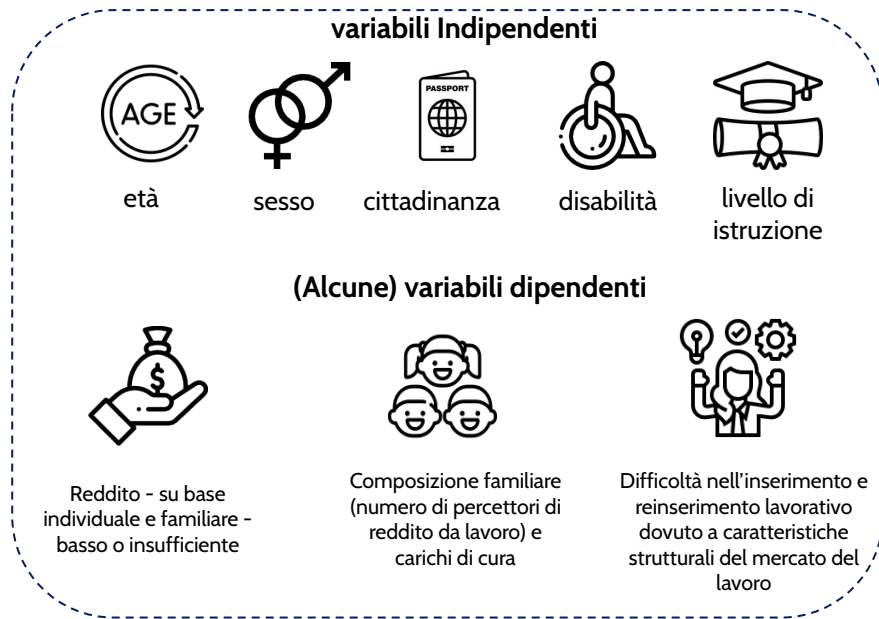 variabili Indipendenti
AGE
PASSPORT
età
sesso
cittadinanza
disabilità
livello di
istruzione
(Alcune) variabili dipendenti
$
Reddito - su base
individuale e familiare -
basso o insufficiente
Composizione familiare
(numero di percettori di
reddito da lavoro) e
carichi di cura
Difficoltà nell'inserimento e
reinserimento lavorativo
dovuto a caratteristiche
strutturali del mercato del
lavoro